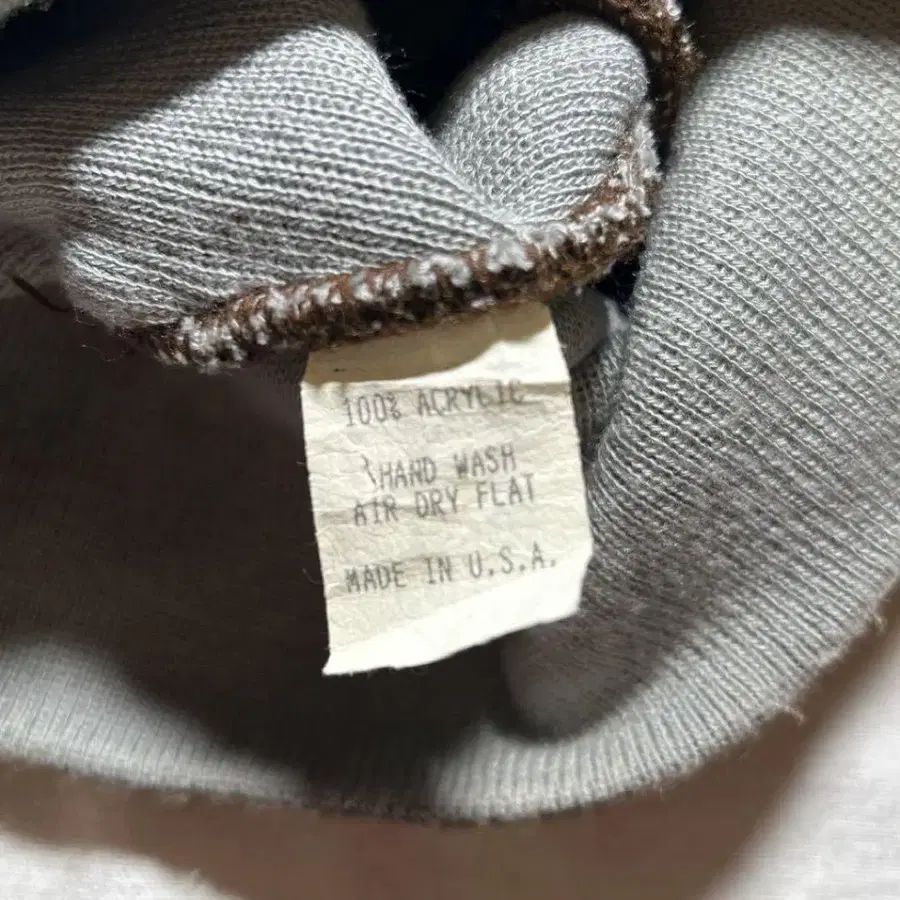 100% ACRYLIC
\HAND WASH
AIR DRY FLAT
MADE IN U.S.A.